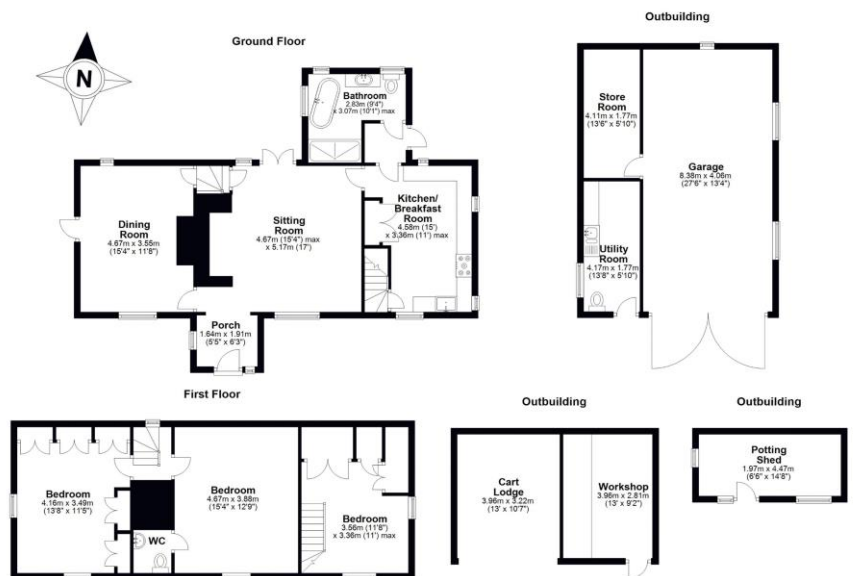 Ground Floor
N
Bathroom
2.83m (9'4")
x 3.07m (10'1") max
Dining
Room
4.67m x 3.55m
(15'4" x 11'8")
Sitting
Room
4.67m (15'4") max
x 5.17m (17')
Kitchen/
Breakfast
Room
4.58m (15')
x 3.36m (11') max
Porch
1.64m x 1.91m
(5'5" x 6'3")
Outbuilding
Store
Room
4.11m x 1.77m
(13'6" x 5'10")
Garage
8.38m x 4.06m
(27'6" x 13'4")
Utility
Room
4.17m x 1.77m
(13'8" x 5'10")
First Floor
Bedroom
4.16m x 3.49m
(13'8" x 11'5")
WC
Bedroom
4.67m x 3.88m
(15'4" x 12'9")
Bedroom
3.56m (11'8")
x 3.36m (11') max
Outbuilding
Cart
Lodge
3.96m x 3.22m
(13' x 10'7")
Workshop
3.96m x 2.81m
(13' x 9'2")
Outbuilding
Potting
Shed
1.97m x 4.47m
(6'6" x 14'8")